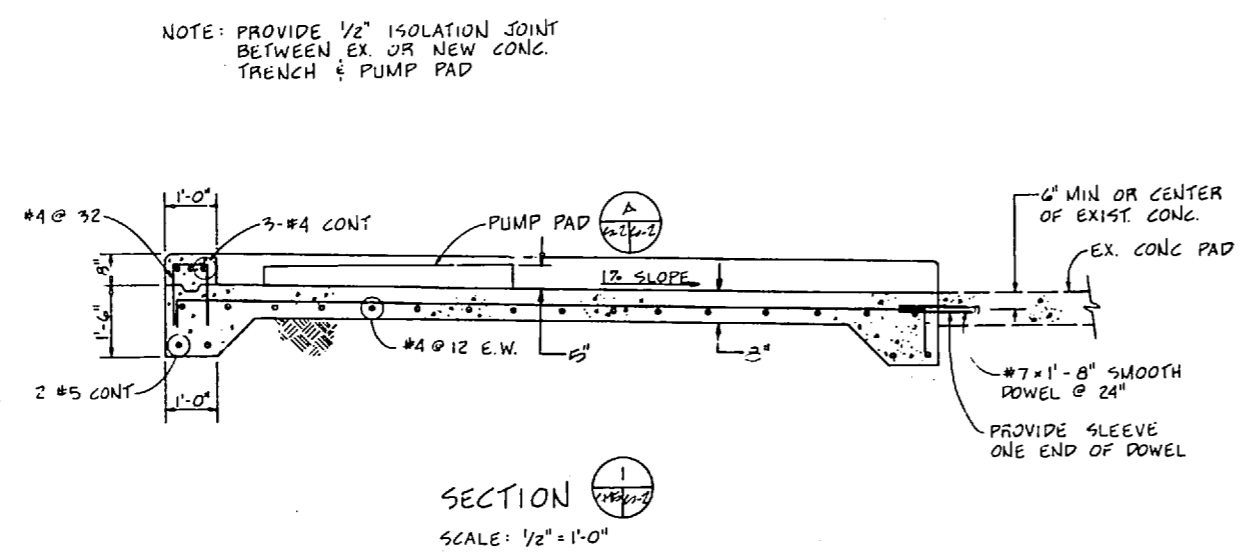 NOTE: PROVIDE 1/2" ISOLATION JOINT
BETWEEN EX. OR NEW CONC.
TRENCH & PUMP PAD
1'-0"
#4 @ 32
3-#4 CONT
PUMP PAD
A
6" MIN OR CENTER
OF EXIST. CONC.
EX. CONC PAD
8"
1% SLOPE
1'-6"
#4 @ 12 E.W.
5"
2 #5 CONT
1'-0"
#7 x 1'-8" SMOOTH
DOWEL @ 24"
PROVIDE SLEEVE
ONE END OF DOWEL
SECTION
1
SCALE: 1/2" = 1'-0"